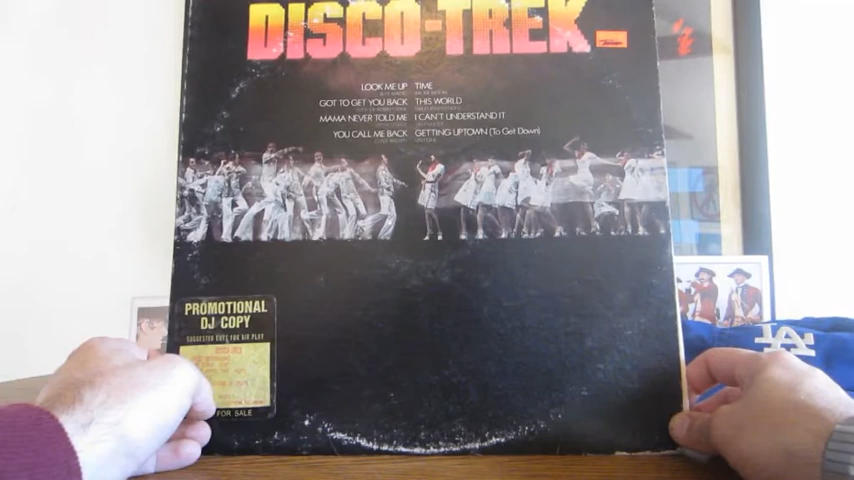 DISCO-TREK
LOOK ME UP TIME
GOT TO GET YOU BACK THIS WORLD
MAMA NEVER TOLD ME I CAN'T UNDERSTAND IT
YOU CALL ME BACK GETTING UPTOWN (To Get Down)
PROMOTIONAL
DJ COPY
SUGGESTED CUTS FOR AIR PLAY
FOR SALE
LA